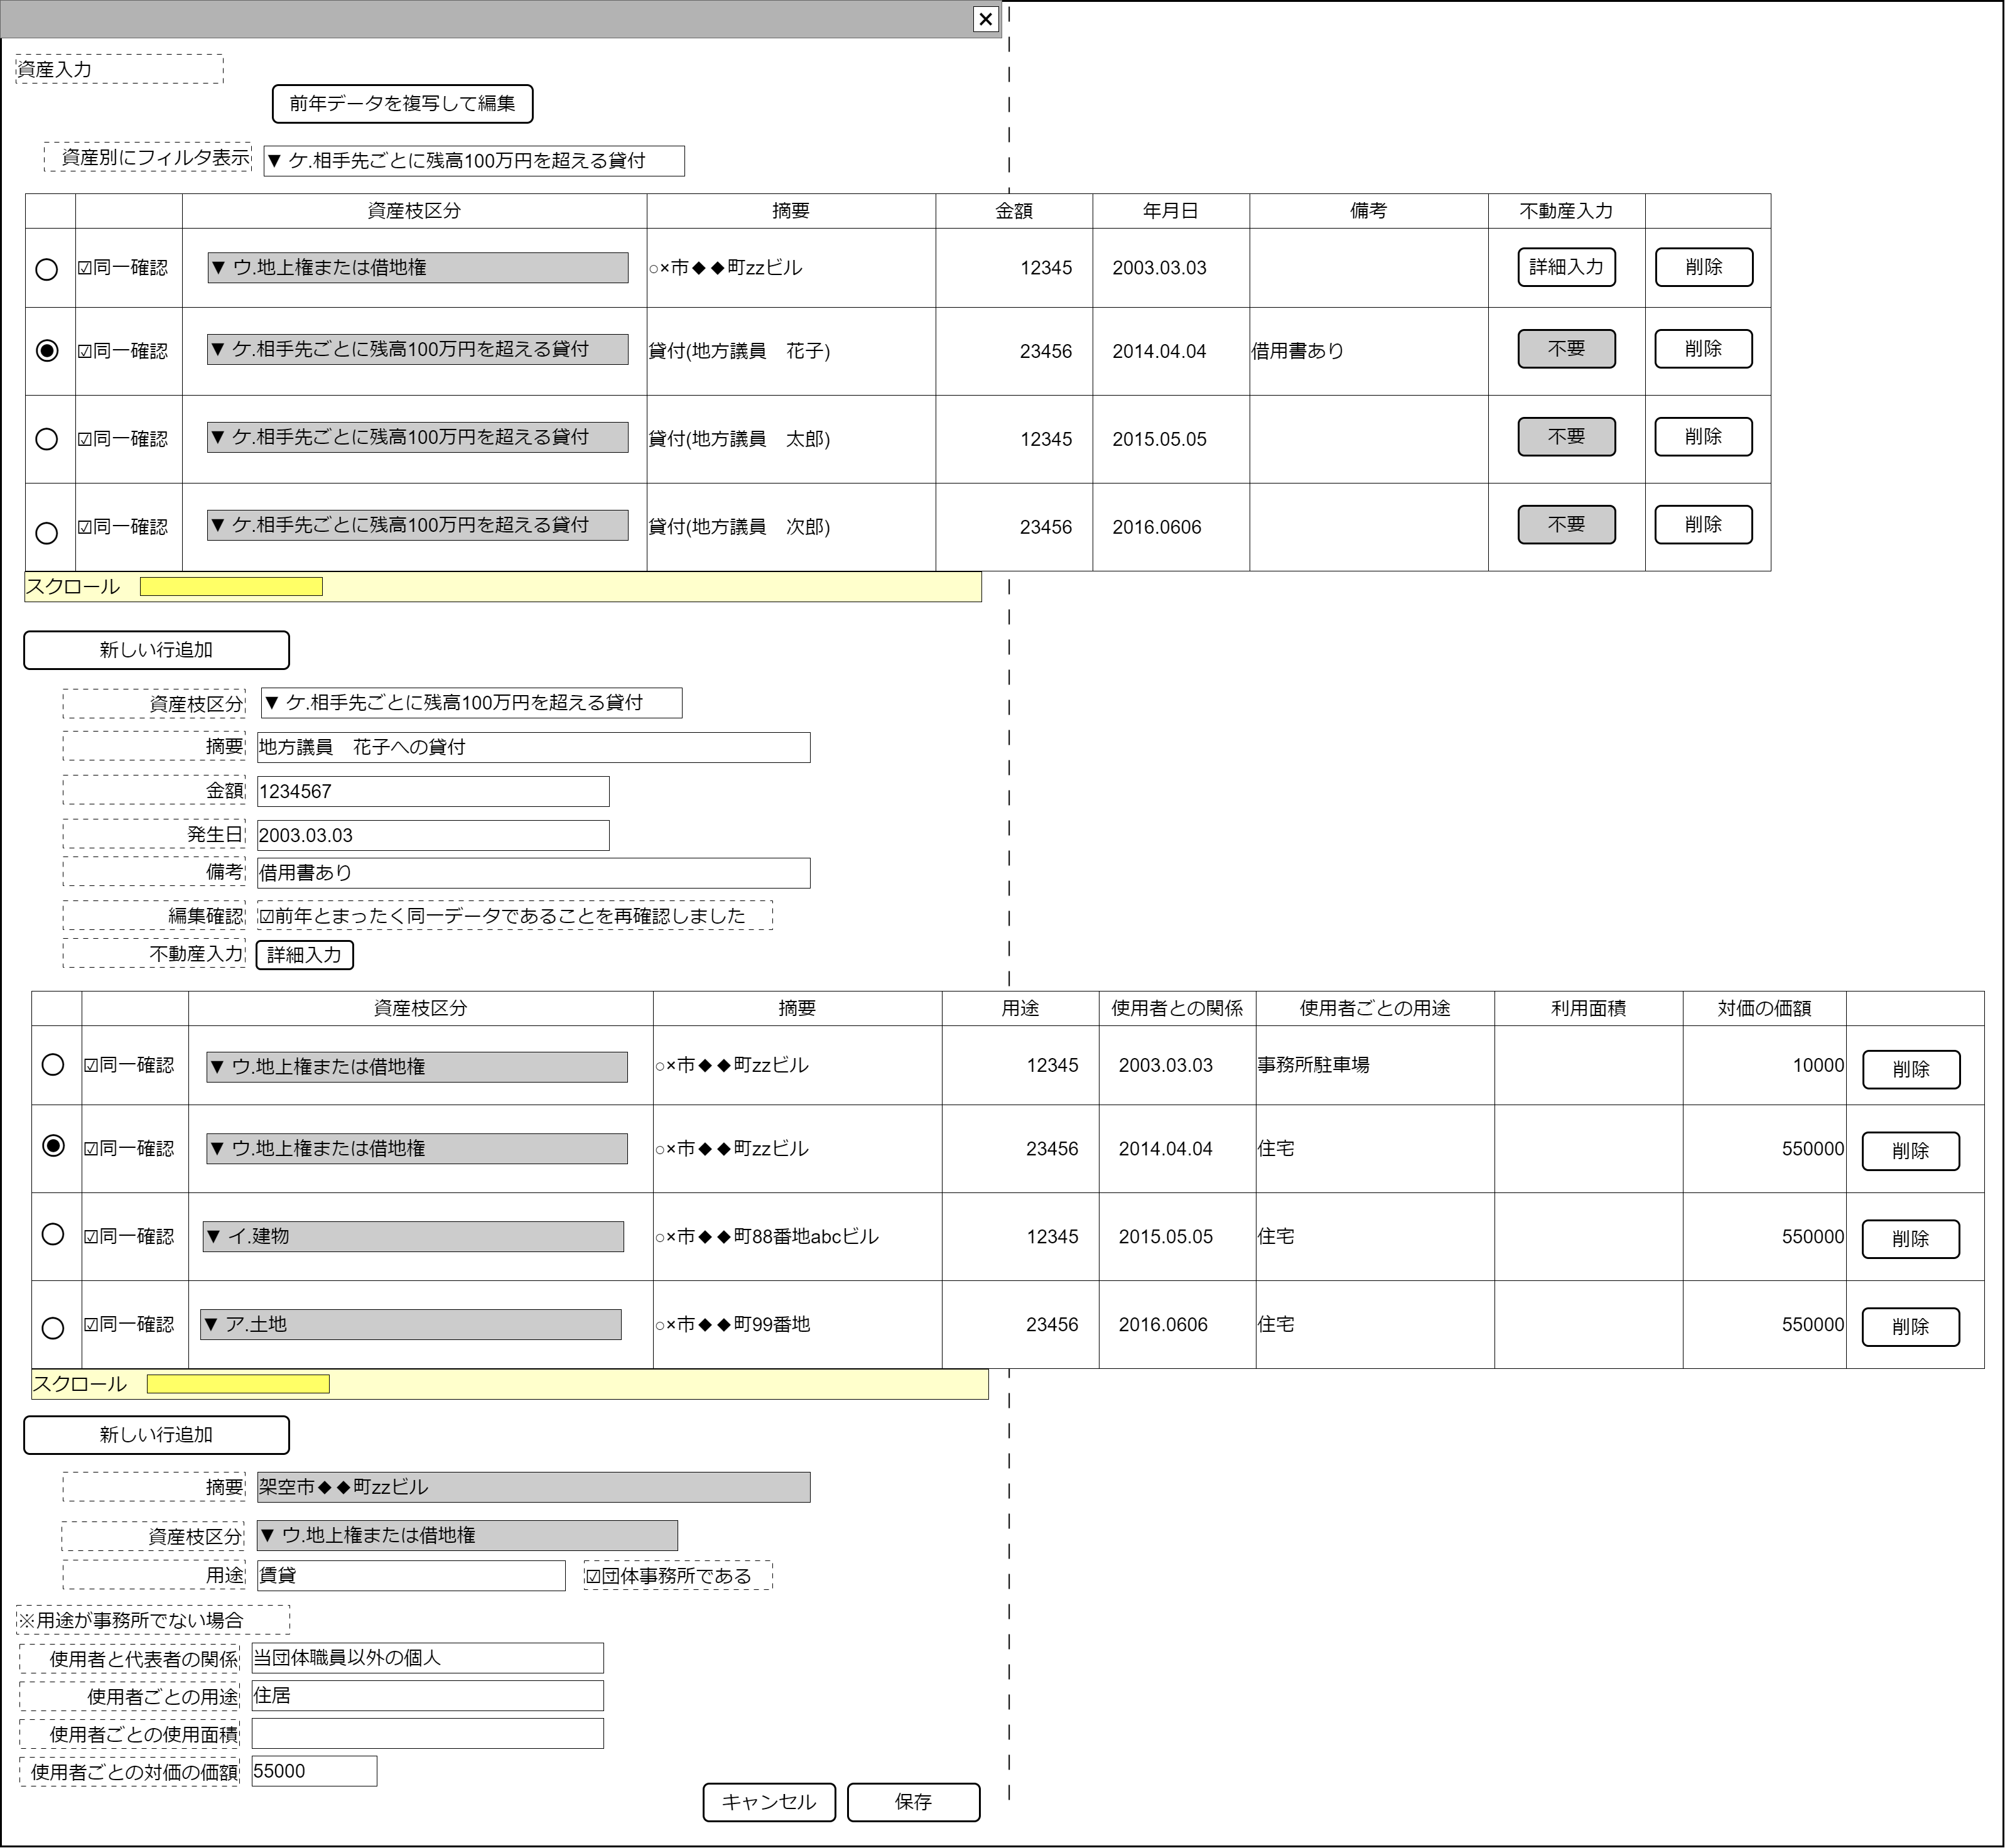 ×
資産入力
前年データを複写して編集
資産別にフィルタ表示 ▼ ケ.相手先ごとに残高100万円を超える貸付
資産枝区分 摘要 金額 年月日 備考 不動産入力
☑同一確認 ▼ ウ.地上権または借地権 ○×市◆◆町zzビル 12345 2003.03.03 詳細入力 削除
☑同一確認 ▼ ケ.相手先ごとに残高100万円を超える貸付 貸付(地方議員　花子) 23456 2014.04.04 借用書あり 不要 削除
☑同一確認 ▼ ケ.相手先ごとに残高100万円を超える貸付 貸付(地方議員　太郎) 12345 2015.05.05 不要 削除
☑同一確認 ▼ ケ.相手先ごとに残高100万円を超える貸付 貸付(地方議員　次郎) 23456 2016.0606 不要 削除
スクロール
新しい行追加
資産枝区分 ▼ ケ.相手先ごとに残高100万円を超える貸付
摘要 地方議員　花子への貸付
金額 1234567
発生日 2003.03.03
備考 借用書あり
編集確認 ☑前年とまったく同一データであることを再確認しました
不動産入力 詳細入力
資産枝区分 摘要 用途 使用者との関係 使用者ごとの用途 利用面積 対価の価額
☑同一確認 ▼ ウ.地上権または借地権 ○×市◆◆町zzビル 12345 2003.03.03 事務所駐車場 10000 削除
☑同一確認 ▼ ウ.地上権または借地権 ○×市◆◆町zzビル 23456 2014.04.04 住宅 550000 削除
☑同一確認 ▼ イ.建物 ○×市◆◆町88番地abcビル 12345 2015.05.05 住宅 550000 削除
☑同一確認 ▼ ア.土地 ○×市◆◆町99番地 23456 2016.0606 住宅 550000 削除
スクロール
新しい行追加
摘要 架空市◆◆町zzビル
資産枝区分 ▼ ウ.地上権または借地権
用途 賃貸 ☑団体事務所である
※用途が事務所でない場合
使用者と代表者の関係 当団体職員以外の個人
使用者ごとの用途 住居
使用者ごとの使用面積
使用者ごとの対価の価額 55000
キャンセル 保存